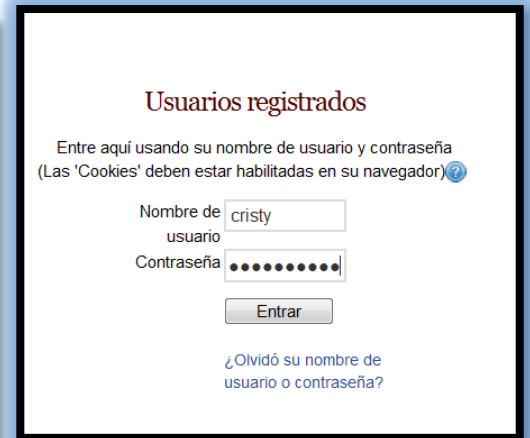 Usuarios registrados
Entre aquí usando su nombre de usuario y contraseña
(Las 'Cookies' deben estar habilitadas en su navegador)?
Nombre de cristy
usuario
Contraseña ●●●●●●●●●●
Entrar
¿Olvidó su nombre de
usuario o contraseña?